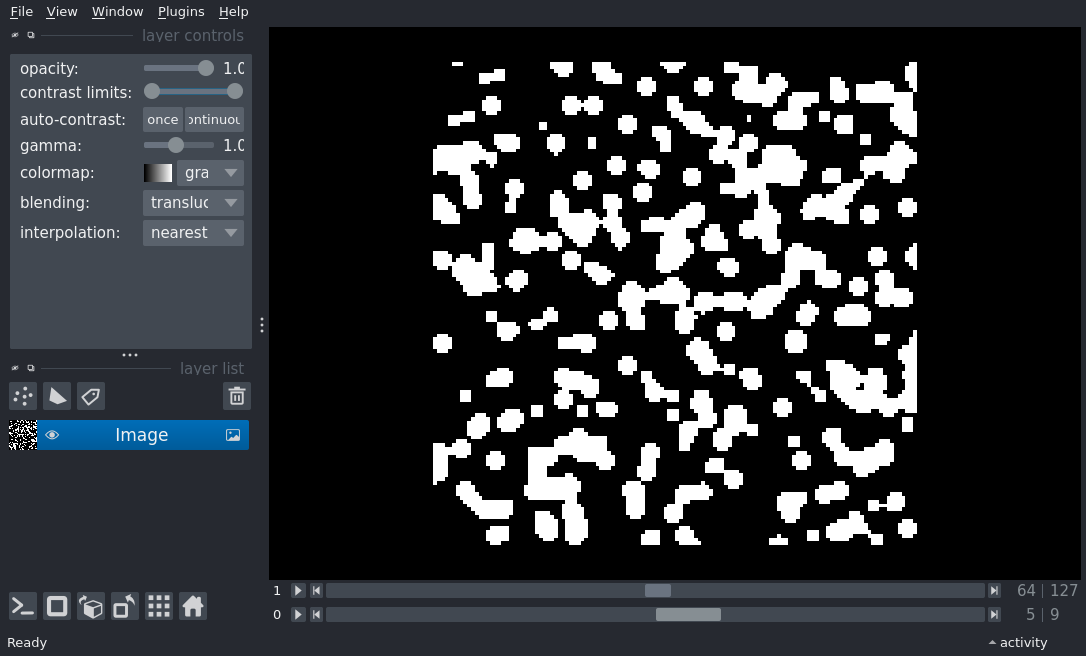 File View Window Plugins Help
layer controls
opacity: 1.0
contrast limits:
auto-contrast: once ontinuou
gamma: 1.0
colormap: gra
blending: transluc
interpolation: nearest
layer list
Image
1 64 | 127
0 5 | 9
Ready activity